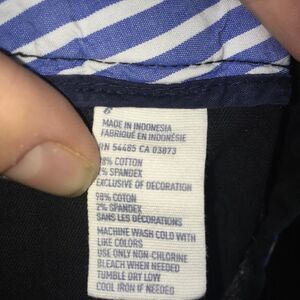 6
MADE IN INDONESIA
FABRIQUÉ EN INDONÉSIE
RN 54485 CA 03873
98% COTTON
% SPANDEX
EXCLUSIVE OF DECORATION
98% COTON
2% SPANDEX
SANS LES DÉCORATIONS
MACHINE WASH COLD WITH
LIKE COLORS
USE ONLY NON-CHLORINE
BLEACH WHEN NEEDED
TUMBLE DRY LOW
COOL IRON IF NEEDED